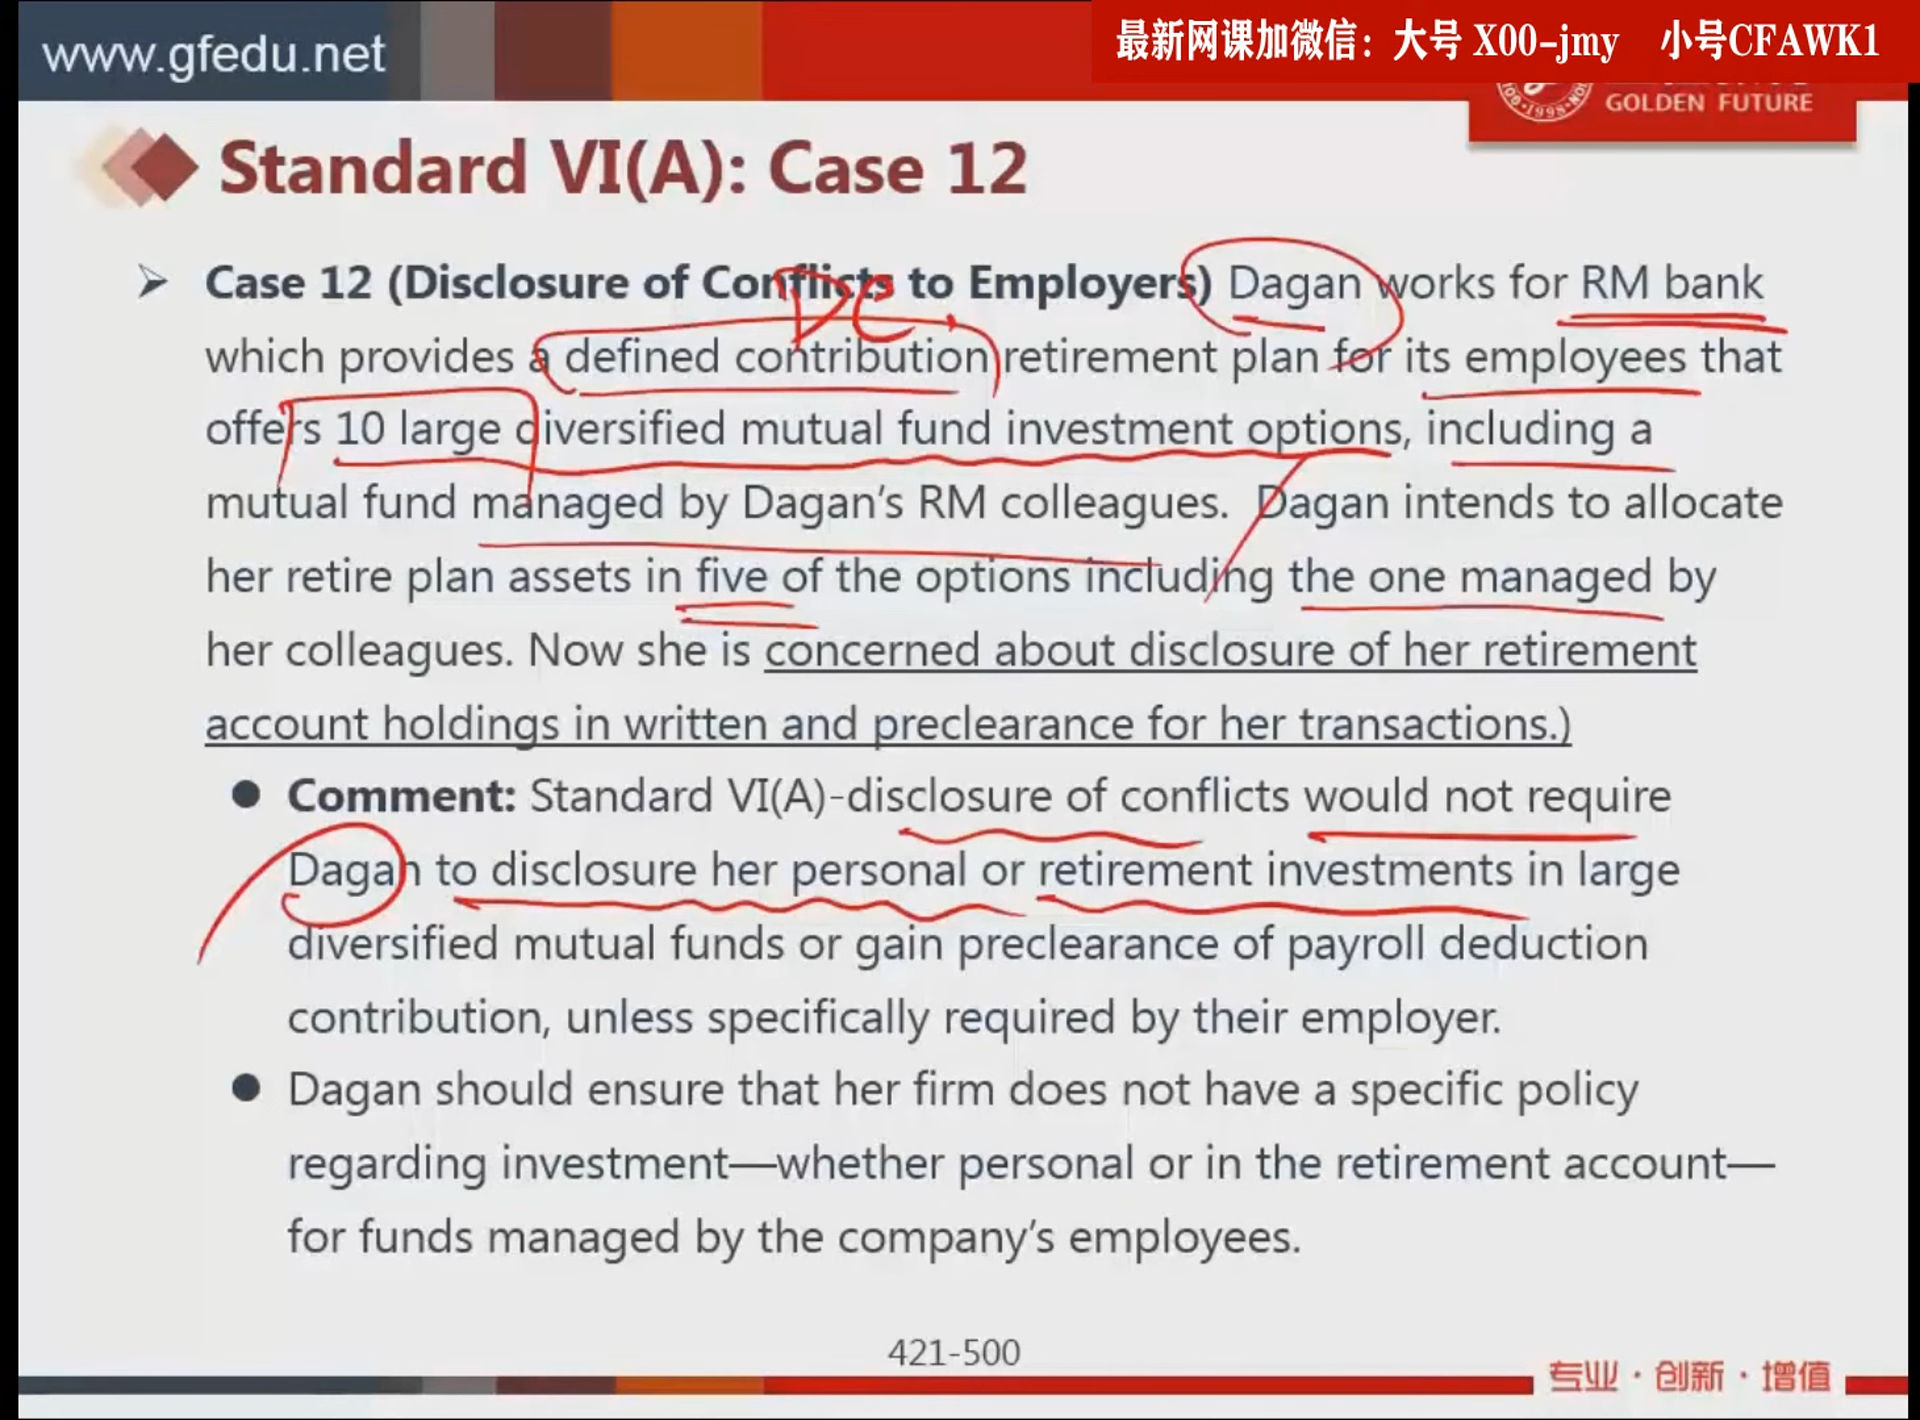 www.gfedu.net
最新网课加微信：大号 X00-jmy 小号CFAWK1
·1998·
GOLDEN FUTURE
Standard VI(A): Case 12
Case 12 (Disclosure of Conflicts to Employers) Dagan works for RM bank
DC
which provides a defined contribution retirement plan for its employees that
offers 10 large diversified mutual fund investment options, including a
mutual fund managed by Dagan's RM colleagues. Dagan intends to allocate
her retire plan assets in five of the options including the one managed by
her colleagues. Now she is concerned about disclosure of her retirement
account holdings in written and preclearance for her transactions.)
Comment: Standard VI(A)-disclosure of conflicts would not require
Dagan to disclosure her personal or retirement investments in large
diversified mutual funds or gain preclearance of payroll deduction
contribution, unless specifically required by their employer.
Dagan should ensure that her firm does not have a specific policy
regarding investment—whether personal or in the retirement account—
for funds managed by the company's employees.
421-500
专业·创新·增值